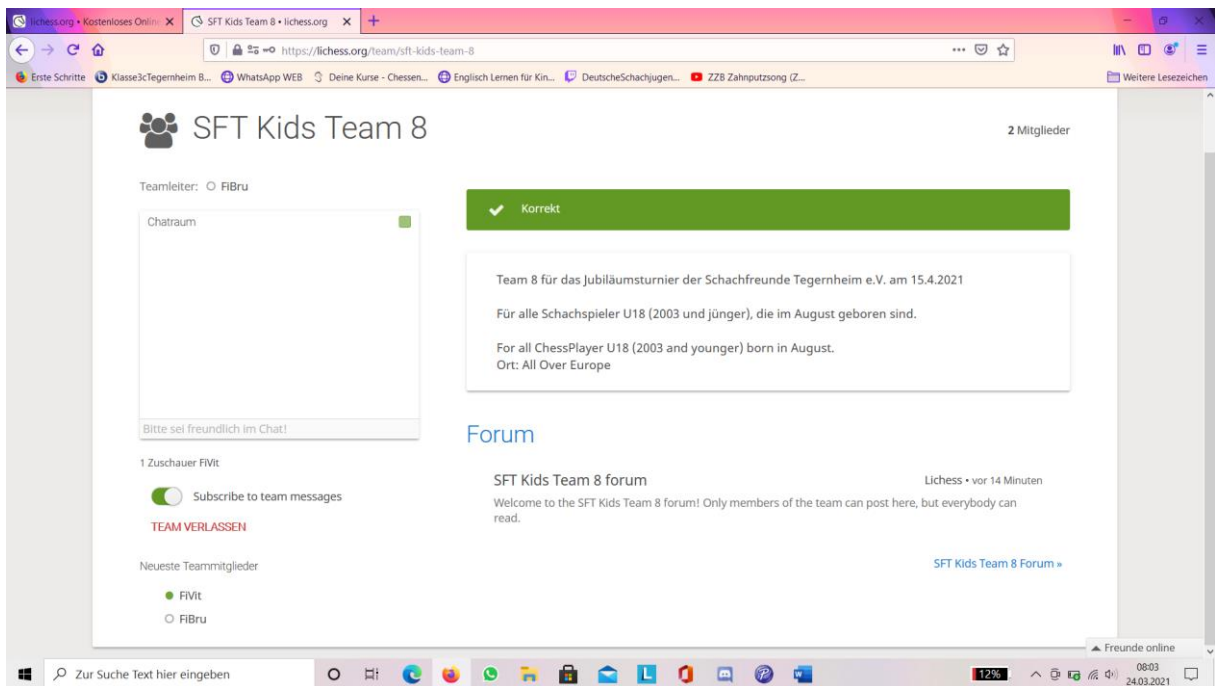 lichess.org • Kostenloses Onlin
SFT Kids Team 8 • lichess.org
https://lichess.org/team/sft-kids-team-8
Erste Schritte
Klasse3cTegernheim B...
WhatsApp WEB
Deine Kurse - Chessen...
Englisch Lernen für Kin...
DeutscheSchachjugen...
ZZB Zahnputzsong (Z...
Weitere Lesezeichen
SFT Kids Team 8
2 Mitglieder
Teamleiter: FiBru
Chatraum
Korrekt
Team 8 für das Jubiläumsturnier der Schachfreunde Tegernheim e.V. am 15.4.2021
Für alle Schachspieler U18 (2003 und jünger), die im August geboren sind.
For all ChessPlayer U18 (2003 and younger) born in August.
Ort: All Over Europe
Bitte sei freundlich im Chat!
Forum
1 Zuschauer FiVit
Subscribe to team messages
TEAM VERLASSEN
SFT Kids Team 8 forum
Lichess • vor 14 Minuten
Welcome to the SFT Kids Team 8 forum! Only members of the team can post here, but everybody can
read.
SFT Kids Team 8 Forum »
Neueste Teammitglieder
FiVit
FiBru
Freunde online
Zur Suche Text hier eingeben
L
12%
08:03
24.03.2021